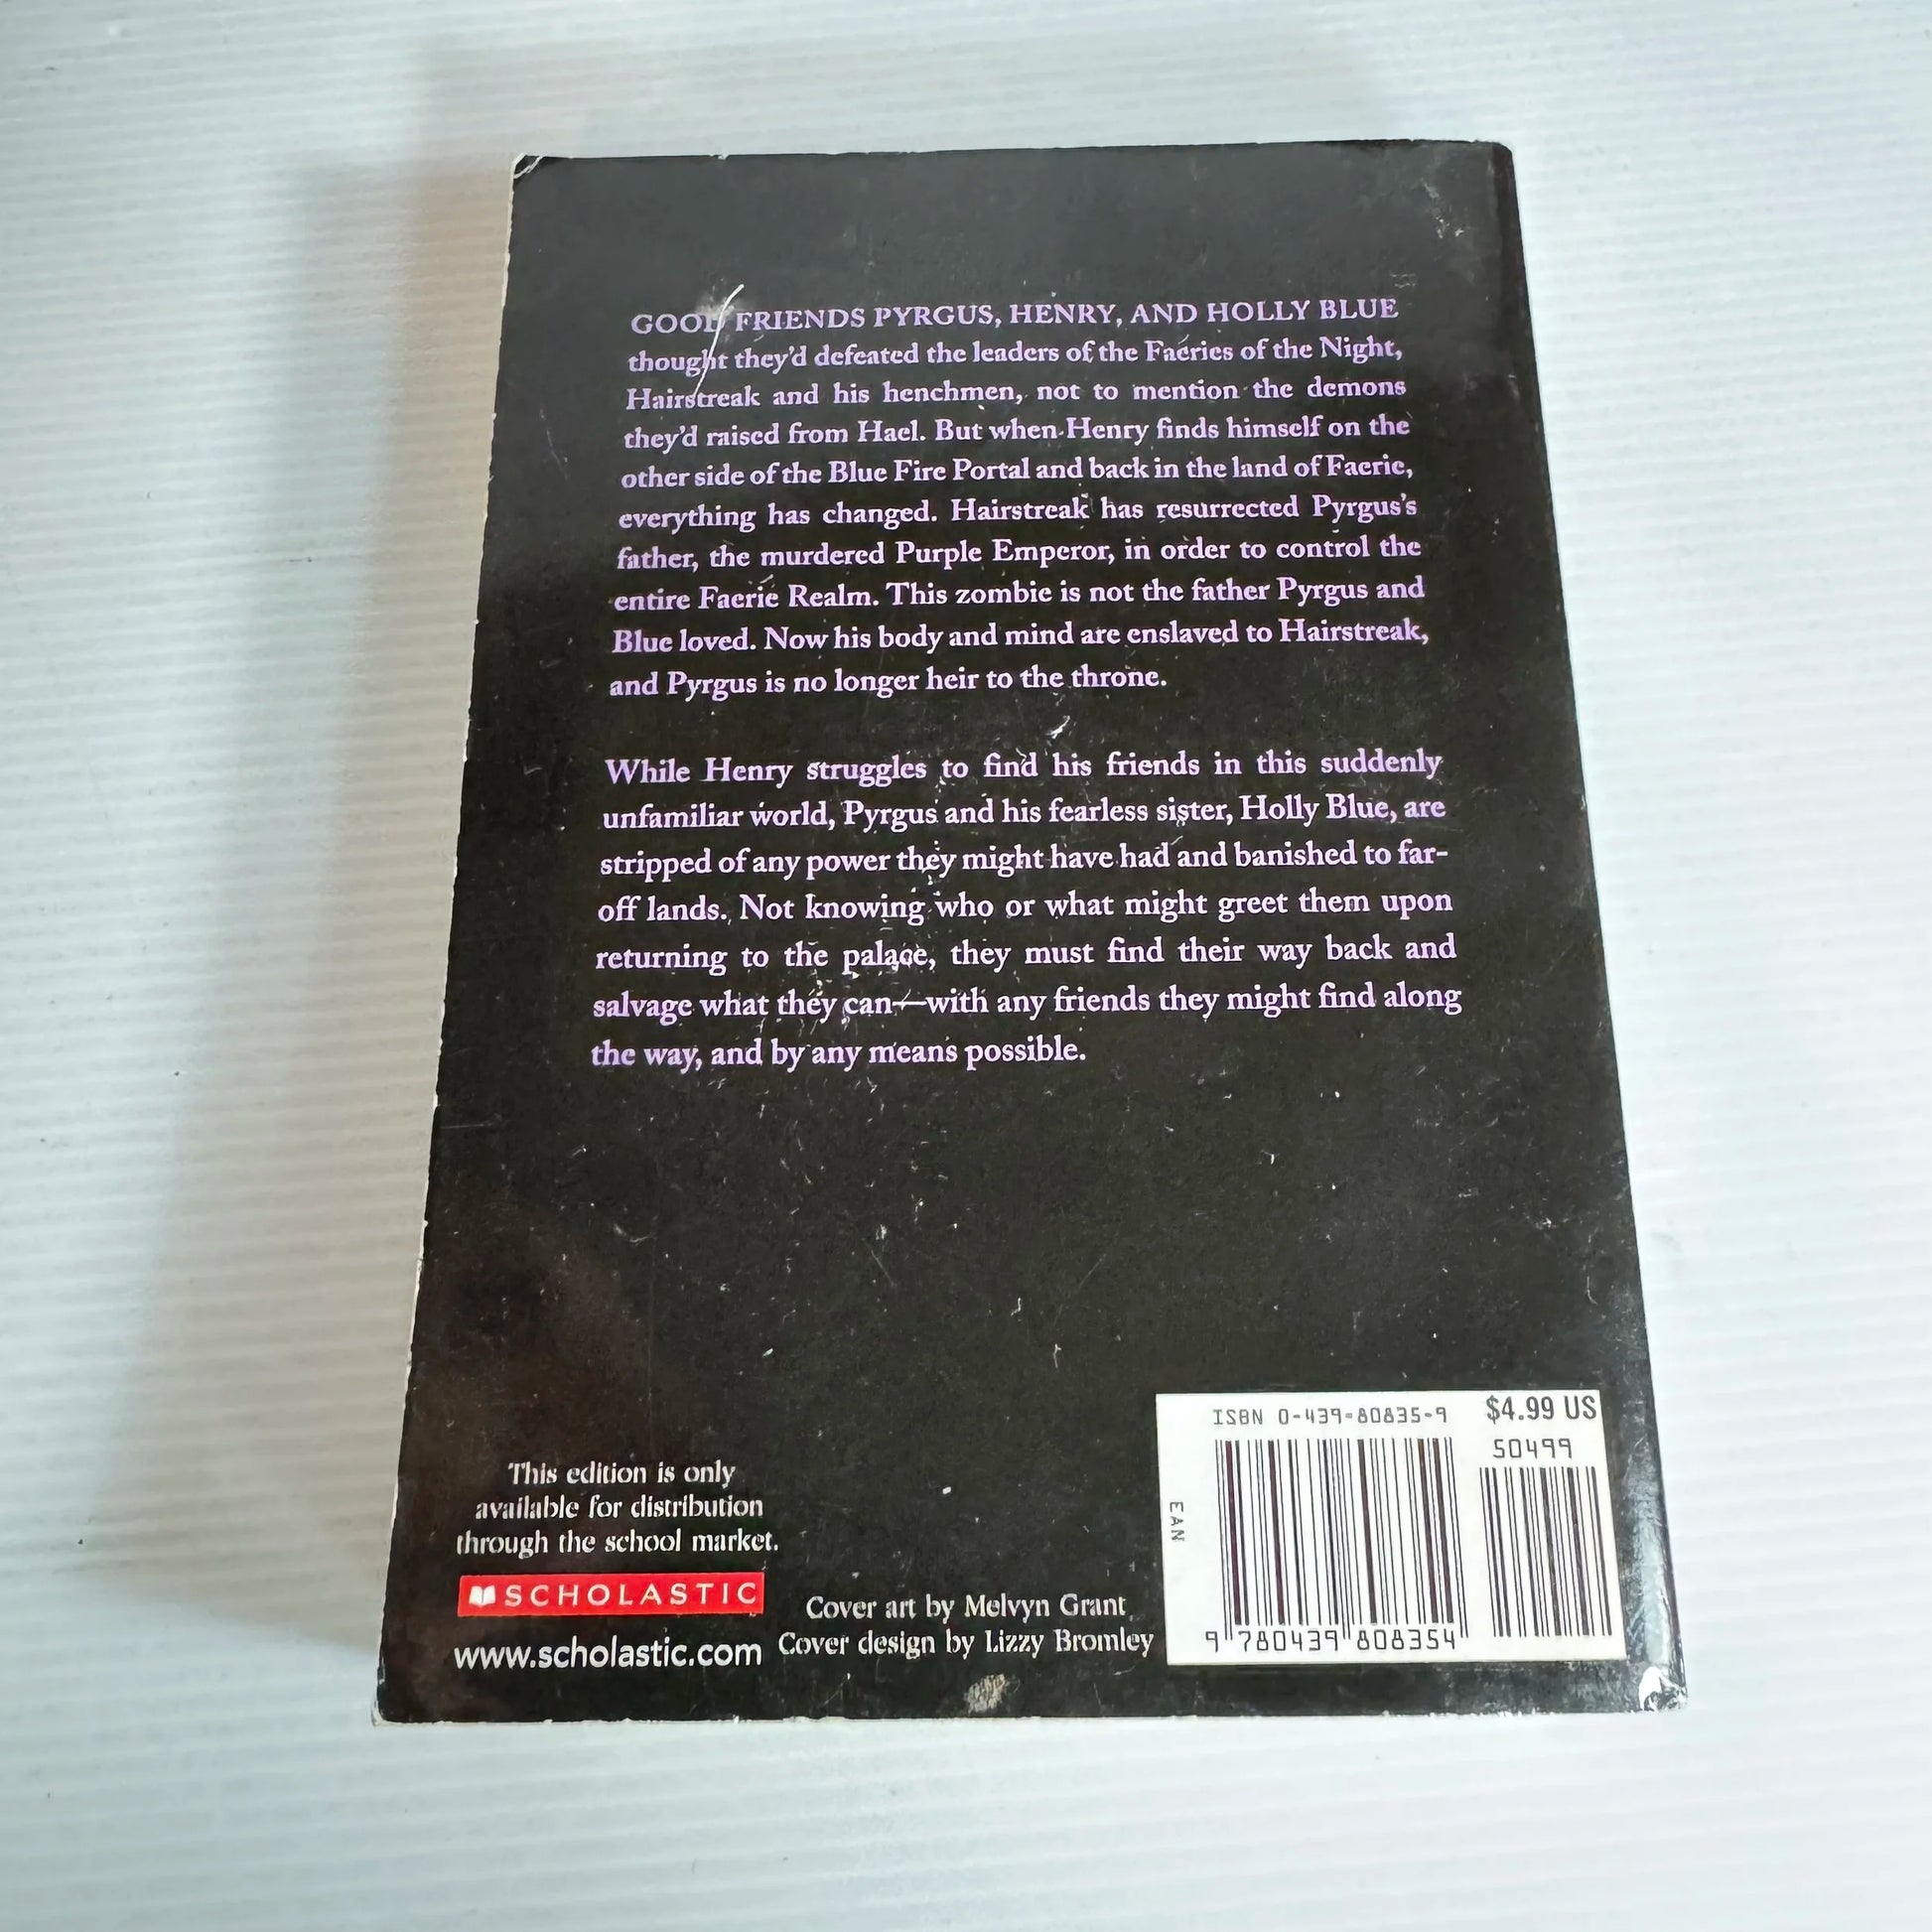 GOOD FRIENDS PYRGUS, HENRY, AND HOLLY BLUE
thought they'd defeated the leaders of the Faeries of the Night,
Hairstreak and his henchmen, not to mention the demons
they'd raised from Hael. But when Henry finds himself on the
other side of the Blue Fire Portal and back in the land of Faerie,
everything has changed. Hairstreak has resurrected Pyrgus's
father, the murdered Purple Emperor, in order to control the
entire Faerie Realm. This zombie is not the father Pyrgus and
Blue loved. Now his body and mind are enslaved to Hairstreak,
and Pyrgus is no longer heir to the throne.
While Henry struggles to find his friends in this suddenly
unfamiliar world, Pyrgus and his fearless sister, Holly Blue, are
stripped of any power they might have had and banished to far-
off lands. Not knowing who or what might greet them upon
returning to the palace, they must find their way back and
salvage what they can—with any friends they might find along
the way, and by any means possible.
This edition is only
available for distribution
through the school market.
SCHOLASTIC
www.scholastic.com
Cover art by Melvyn Grant
Cover design by Lizzy Bromley
ISBN 0-439-80835-9
$4.99 US
50499
EAN
9 780439 808354